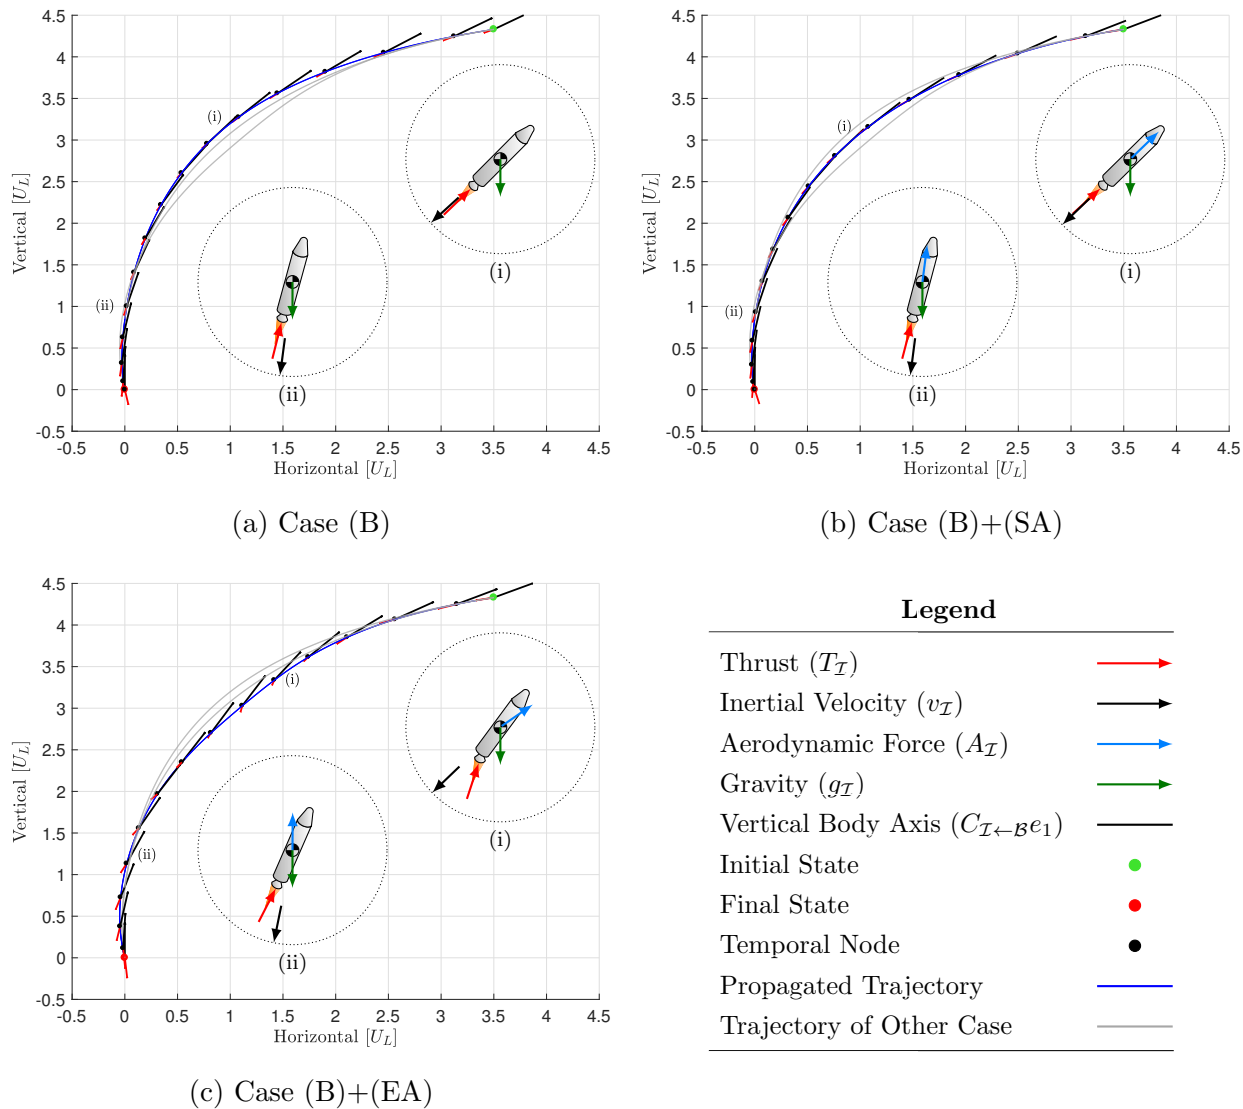 4.5
4
3.5
3
2.5
2
1.5
1
0.5
0
-0.5
Vertical [U_L]
-0.5 0 0.5 1 1.5 2 2.5 3 3.5 4 4.5
Horizontal [U_L]
(i)
(ii)
(i)
(ii)
(a) Case (B)
4.5
4
3.5
3
2.5
2
1.5
1
0.5
0
-0.5
Vertical [U_L]
-0.5 0 0.5 1 1.5 2 2.5 3 3.5 4 4.5
Horizontal [U_L]
(i)
(ii)
(i)
(ii)
(b) Case (B)+(SA)
4.5
4
3.5
3
2.5
2
1.5
1
0.5
0
-0.5
Vertical [U_L]
-0.5 0 0.5 1 1.5 2 2.5 3 3.5 4 4.5
Horizontal [U_L]
(i)
(ii)
(i)
(ii)
(c) Case (B)+(EA)
Legend
Thrust (T_ℐ)
Inertial Velocity (v_ℐ)
Aerodynamic Force (A_ℐ)
Gravity (g_ℐ)
Vertical Body Axis (C_ℐ←ℬ e_1)
Initial State
Final State
Temporal Node
Propagated Trajectory
Trajectory of Other Case